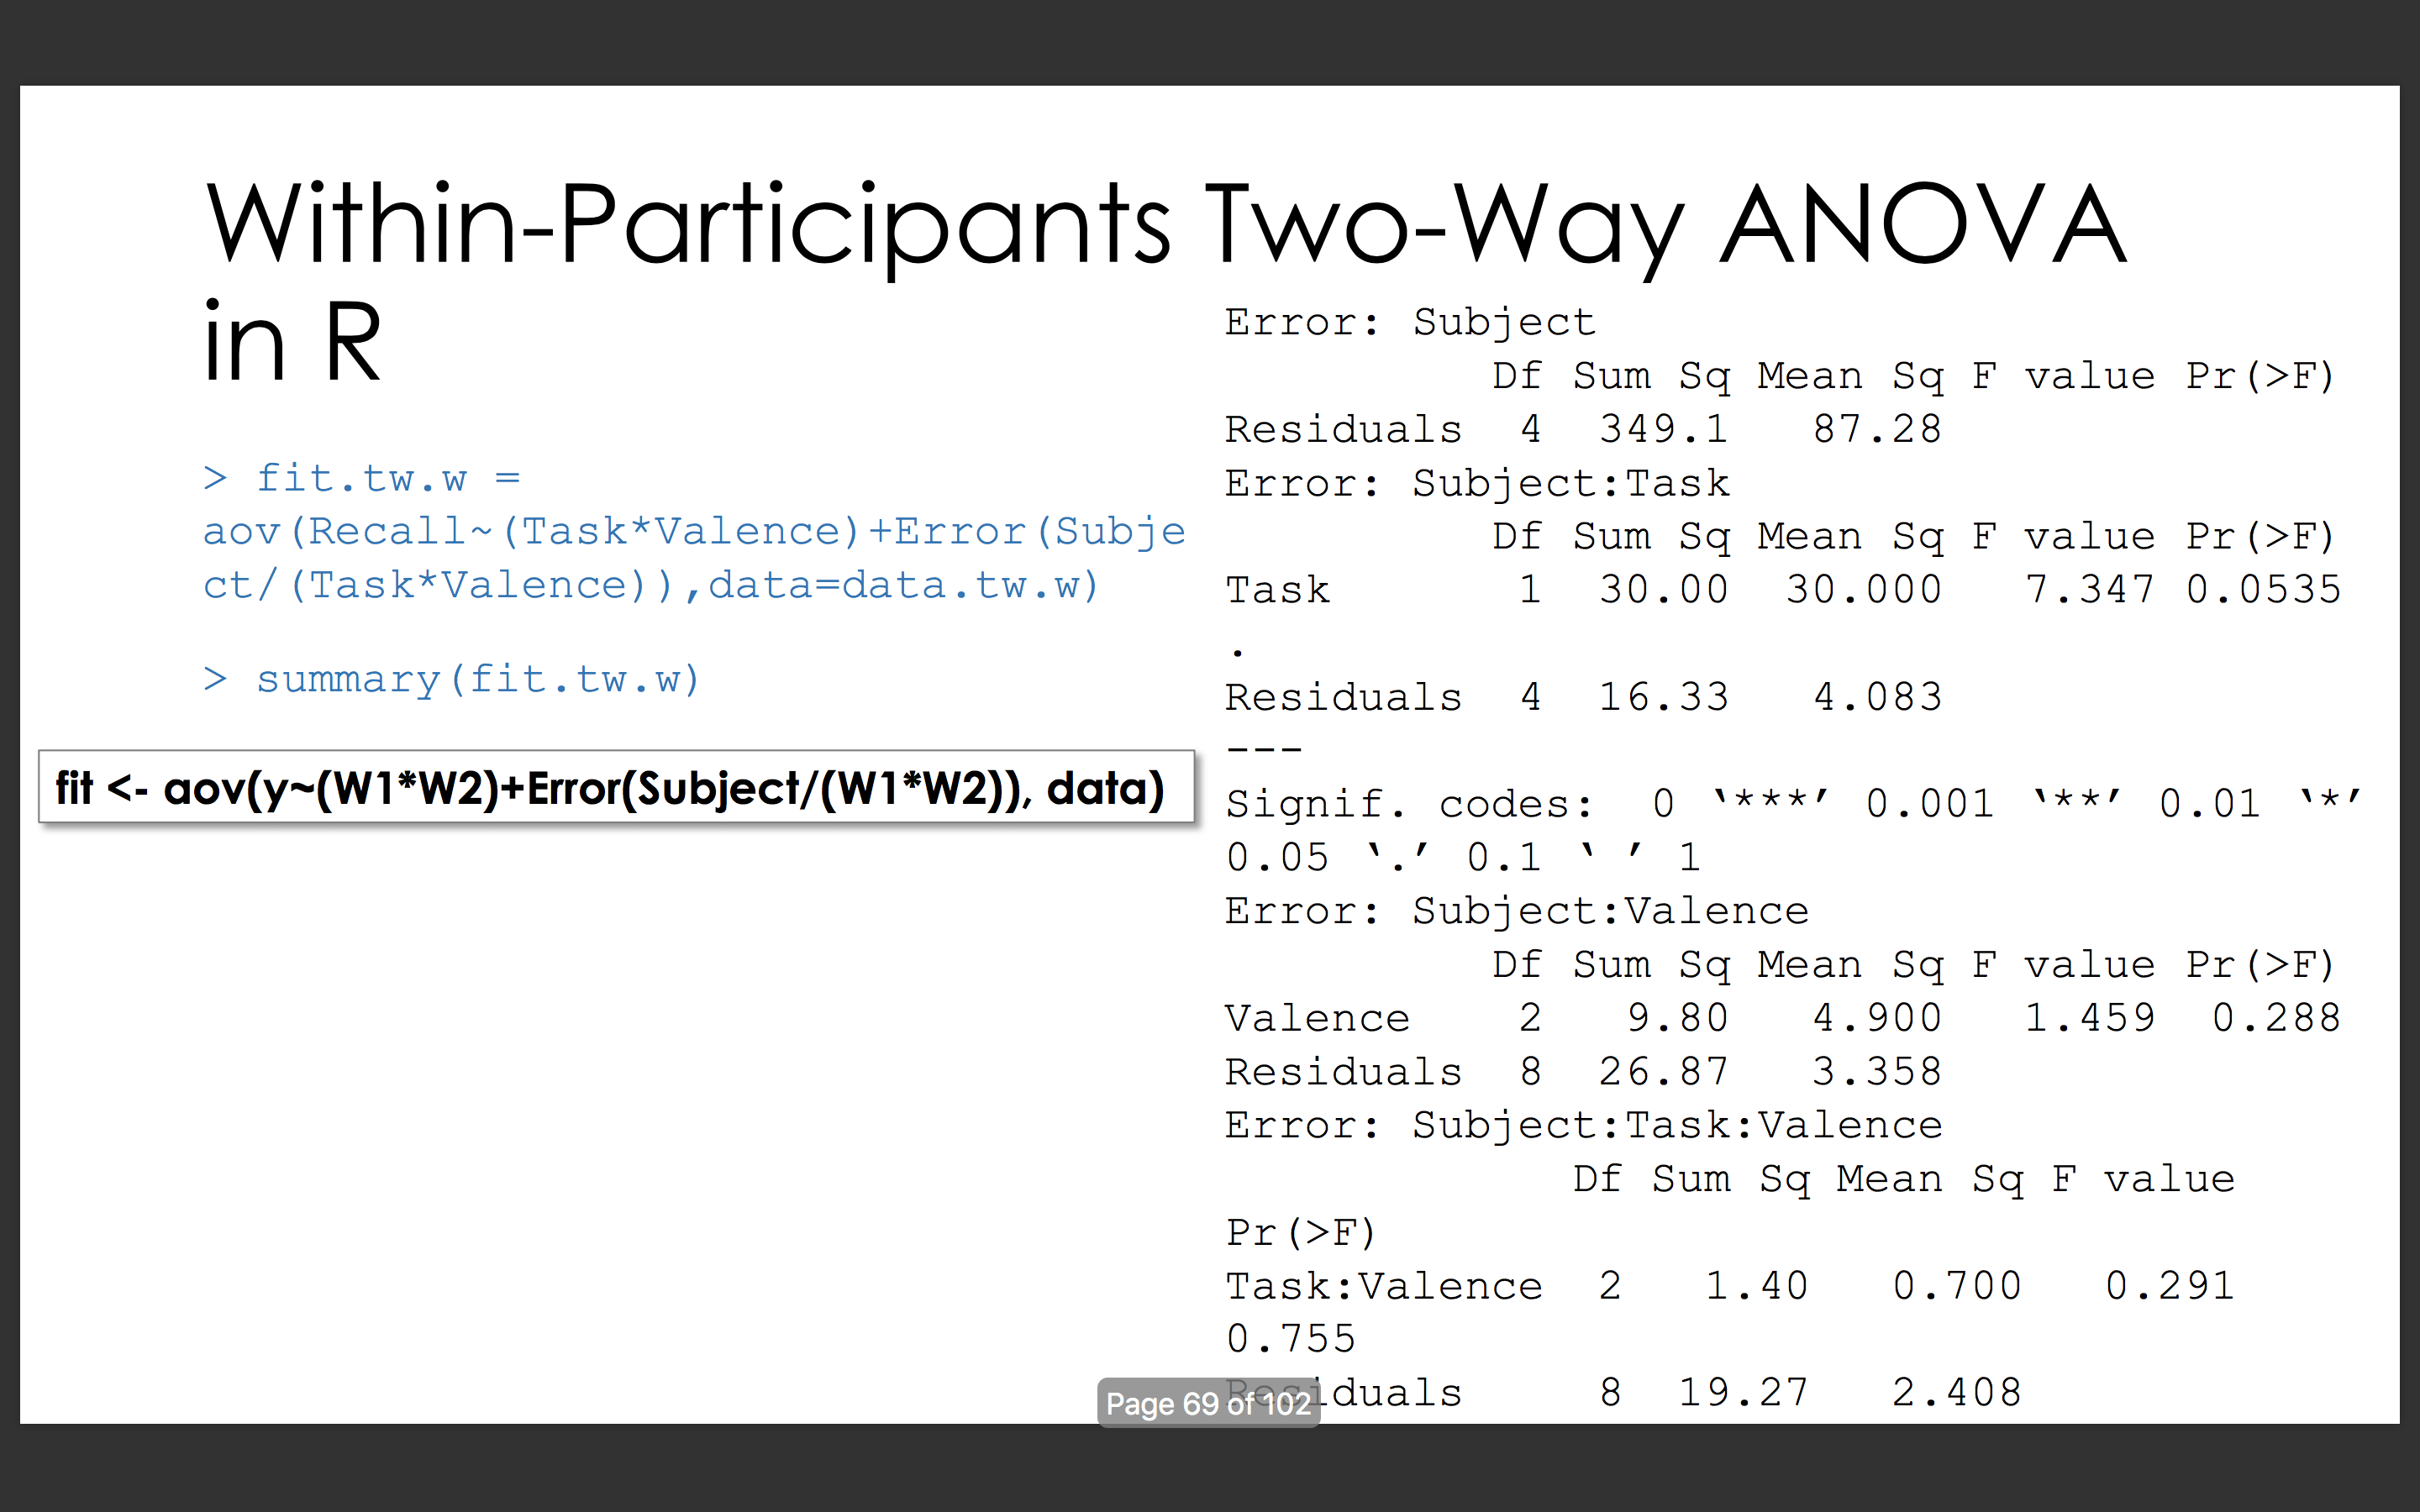 Within-Participants Two-Way ANOVA
in R
> fit.tw.w =
aov(Recall~(Task*Valence)+Error(Subje
ct/(Task*Valence)),data=data.tw.w)
> summary(fit.tw.w)
fit <- aov(y~(W1*W2)+Error(Subject/(W1*W2)), data)
Error: Subject
Df Sum Sq Mean Sq F value Pr(>F)
Residuals 4 349.1 87.28
Error: Subject:Task
Df Sum Sq Mean Sq F value Pr(>F)
Task 1 30.00 30.000 7.347 0.0535
.
Residuals 4 16.33 4.083
---
Signif. codes: 0 ‘***’ 0.001 ‘**’ 0.01 ‘*’
0.05 ‘.’ 0.1 ‘ ’ 1
Error: Subject:Valence
Df Sum Sq Mean Sq F value Pr(>F)
Valence 2 9.80 4.900 1.459 0.288
Residuals 8 26.87 3.358
Error: Subject:Task:Valence
Df Sum Sq Mean Sq F value
Pr(>F)
Task:Valence 2 1.40 0.700 0.291
0.755
Residuals 8 19.27 2.408
Page 69 of 102